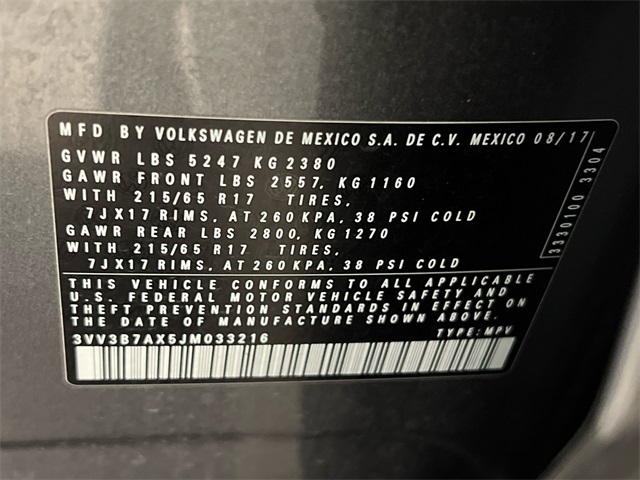 MFD BY VOLKSWAGEN DE MEXICO S.A. DE C.V. MEXICO 08/17
GVWR LBS 5247 KG 2380
GAWR FRONT LBS 2557, KG 1160
WITH 215/65 R17 TIRES,
7JX17 RIMS, AT 260 KPA, 38 PSI COLD
GAWR REAR LBS 2800, KG 1270
WITH 215/65 R17 TIRES,
7JX17 RIMS, AT 260 KPA, 38 PSI COLD
3330100 3304
THIS VEHICLE CONFORMS TO ALL APPLICABLE
U.S. FEDERAL MOTOR VEHICLE SAFETY AND
THEFT PREVENTION STANDARDS IN EFFECT ON
THE DATE OF MANUFACTURE SHOWN ABOVE.
3VV3B7AX5JM033216 TYPE: MPV